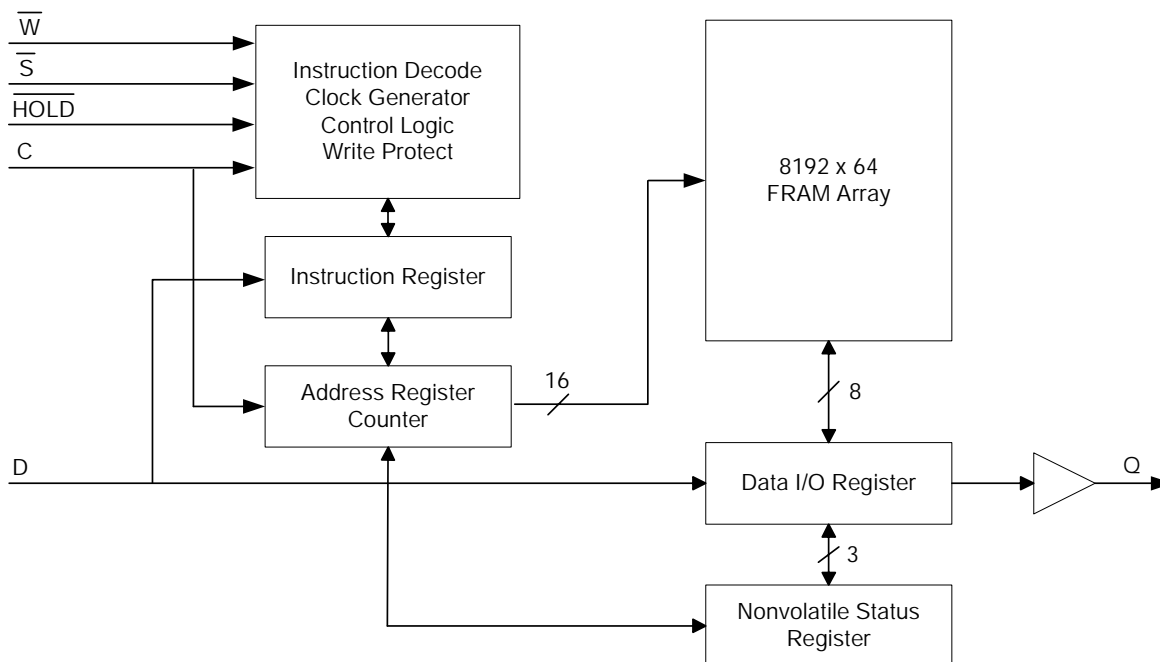 W̅
S̅
H̅O̅L̅D̅
C
Instruction Decode
Clock Generator
Control Logic
Write Protect
8192 x 64
FRAM Array
Instruction Register
Address Register
Counter
16
8
D
Data I/O Register
Q
3
Nonvolatile Status
Register